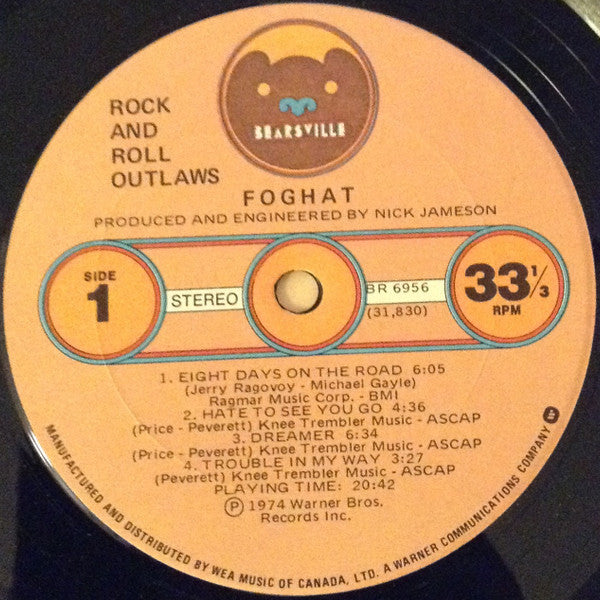 BEARSVILLE
ROCK
AND
ROLL
OUTLAWS
FOGHAT
PRODUCED AND ENGINEERED BY NICK JAMESON
SIDE
1
STEREO
BR 6956
(31,830)
33 1/3
RPM
1. EIGHT DAYS ON THE ROAD 6:05
(Jerry Ragovoy - Michael Gayle)
Ragmar Music Corp. - BMI
2. HATE TO SEE YOU GO 4:36
(Price - Peverett) Knee Trembler Music - ASCAP
3. DREAMER 6:34
(Price - Peverett) Knee Trembler Music - ASCAP
4. TROUBLE IN MY WAY 3:27
(Peverett) Knee Trembler Music - ASCAP
PLAYING TIME: 20:42
Ⓟ 1974 Warner Bros.
Records Inc.
MANUFACTURED AND DISTRIBUTED BY WEA MUSIC OF CANADA, LTD. A WARNER COMMUNICATIONS COMPANY